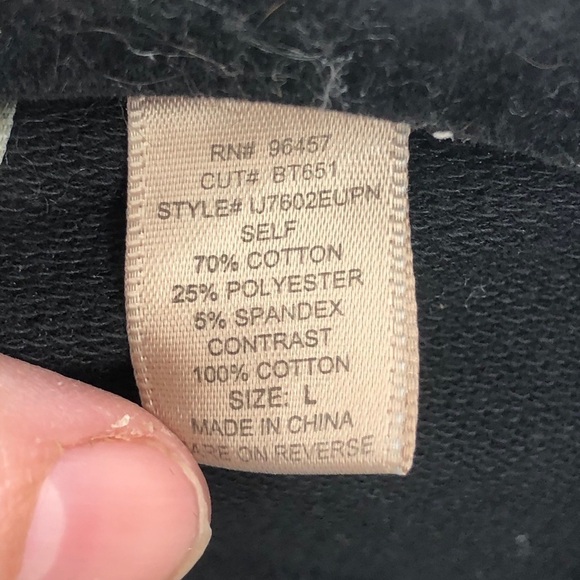 RN# 96457
CUT# BT651
STYLE# IJ7602EUPN
SELF
70% COTTON
25% POLYESTER
5% SPANDEX
CONTRAST
100% COTTON
SIZE: L
MADE IN CHINA
ON REVERSE